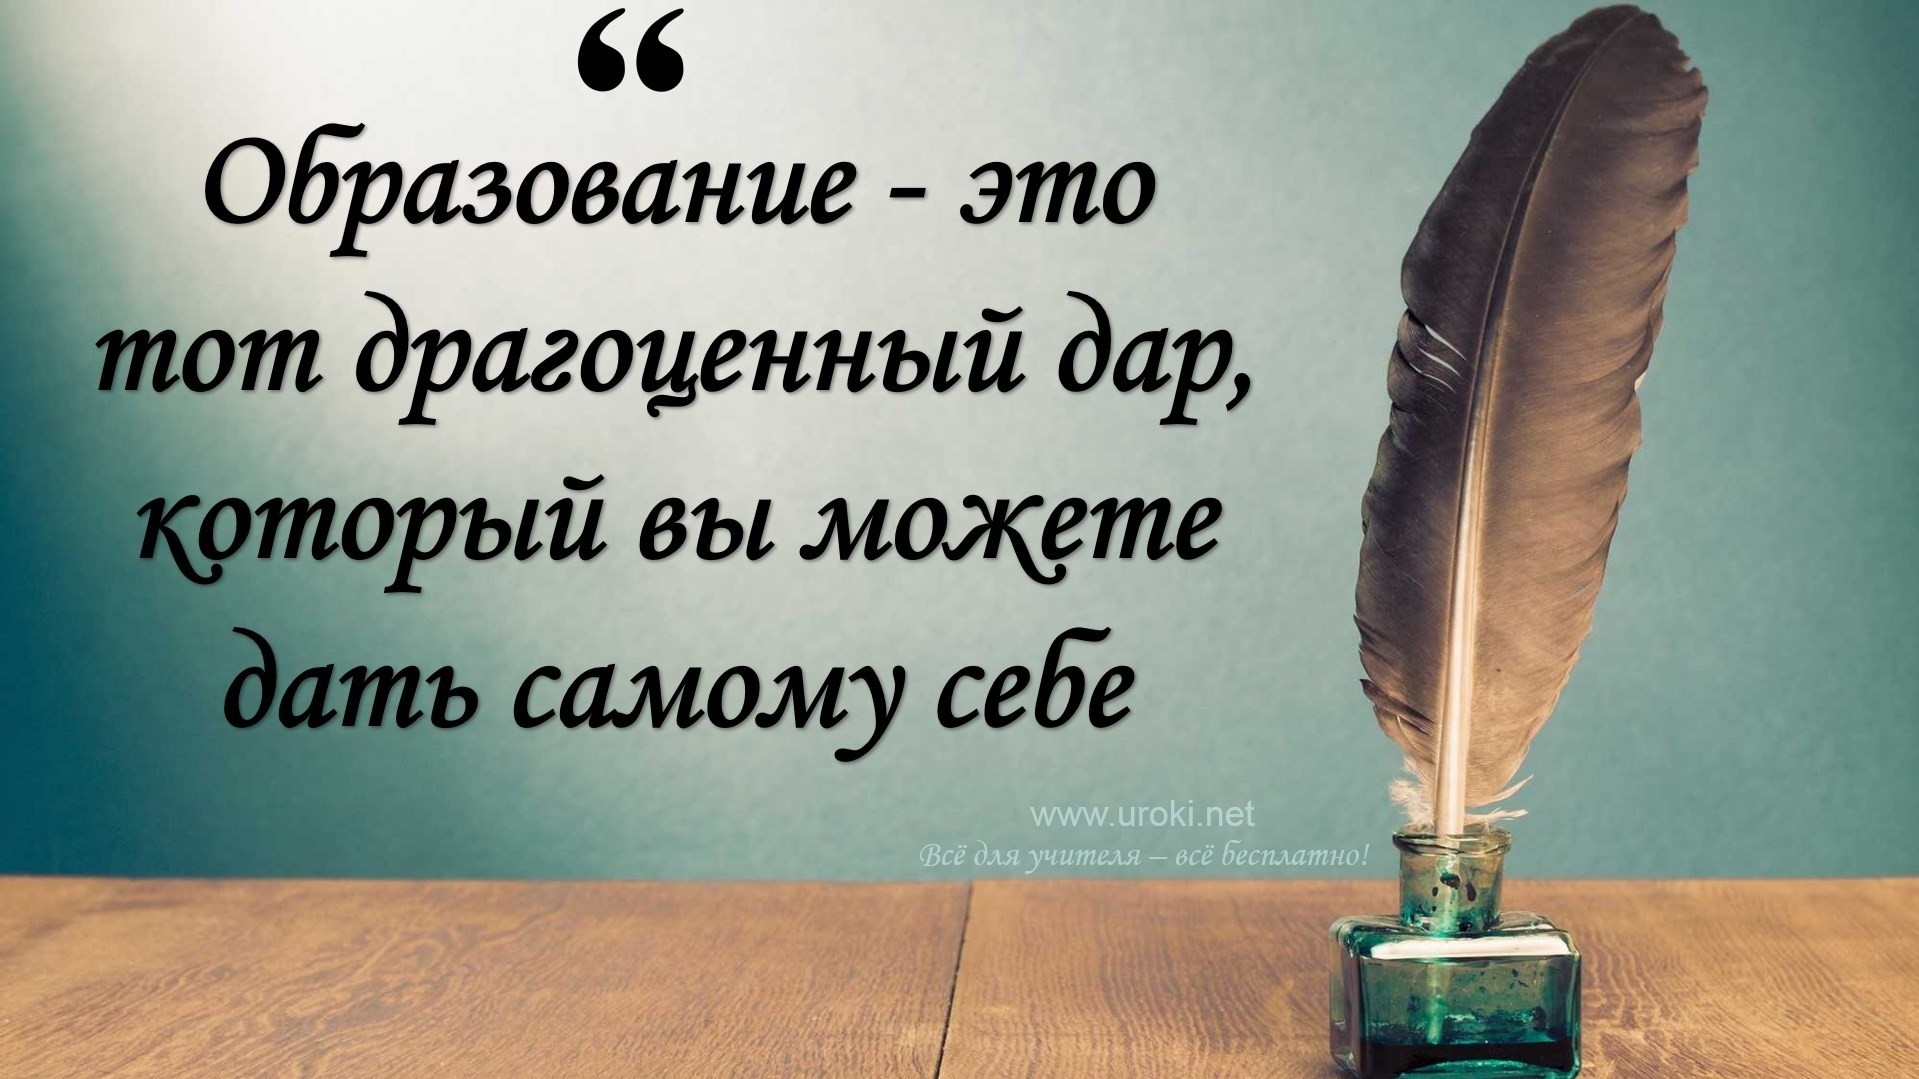 “
Образование - это
тот драгоценный дар,
который вы можете
дать самому себе
www.uroki.net
Всё для учителя – всё бесплатно!